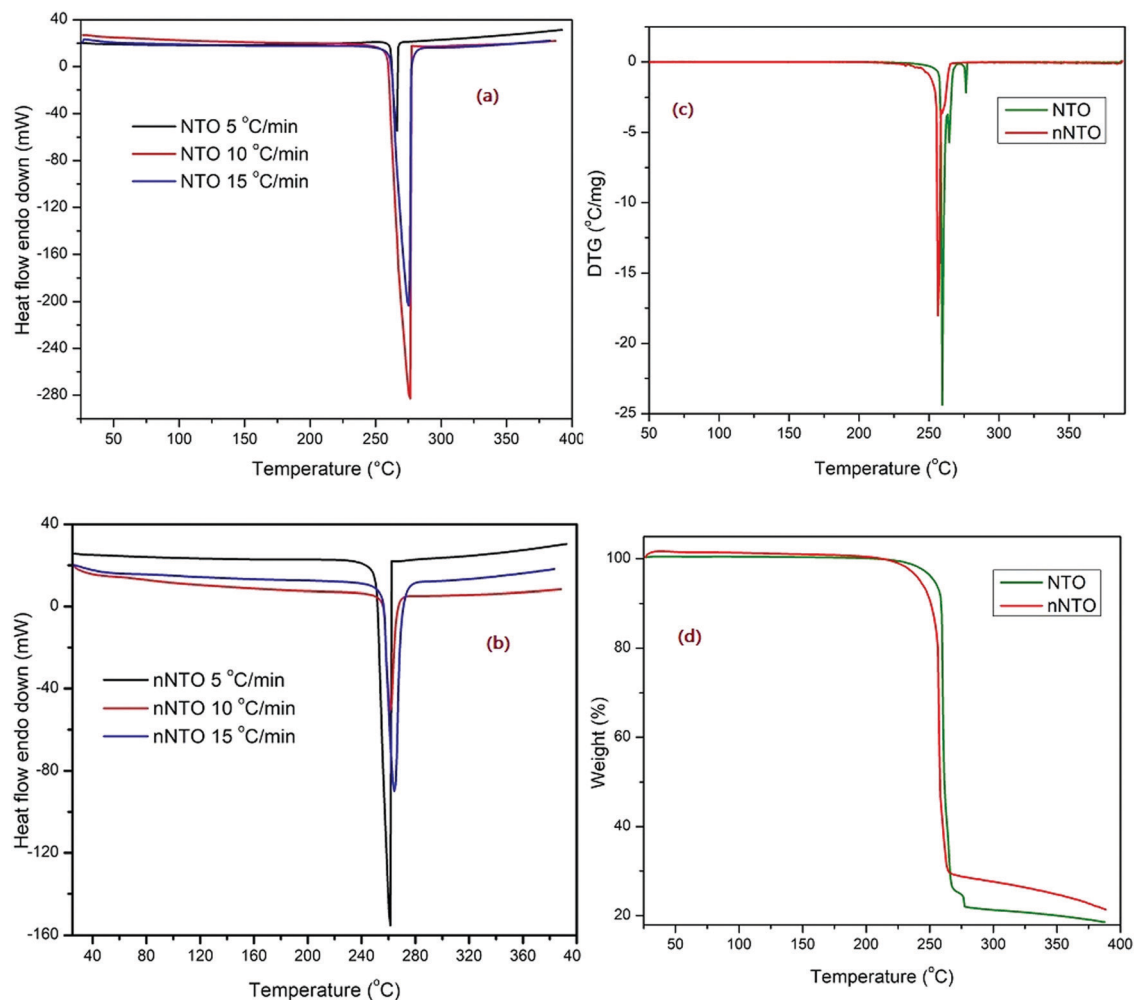 40
0
-40
-80
-120
-160
-200
-240
-280
Heat flow endo down (mW)
(a)
NTO 5 °C/min
NTO 10 °C/min
NTO 15 °C/min
50 100 150 200 250 300 350 400
Temperature (°C)
0
-5
-10
-15
-20
-25
DTG (°C/mg)
(c)
NTO
nNTO
50 100 150 200 250 300 350
Temperature (°C)
40
0
-40
-80
-120
-160
Heat flow endo down (mW)
(b)
nNTO 5 °C/min
nNTO 10 °C/min
nNTO 15 °C/min
40 80 120 160 200 240 280 320 360 40
Temperature (°C)
100
80
60
40
20
Weight (%)
(d)
NTO
nNTO
50 100 150 200 250 300 350 400
Temperature (°C)